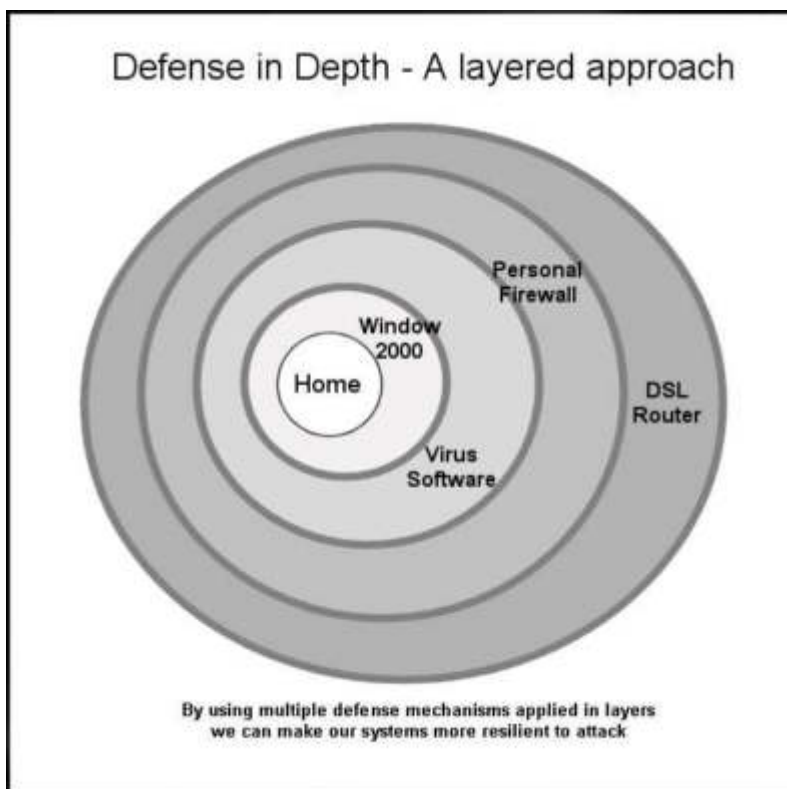 Defense in Depth - A layered approach
Personal
Firewall
Window
2000
Home
DSL
Router
Virus
Software
By using multiple defense mechanisms applied in layers
we can make our systems more resilient to attack